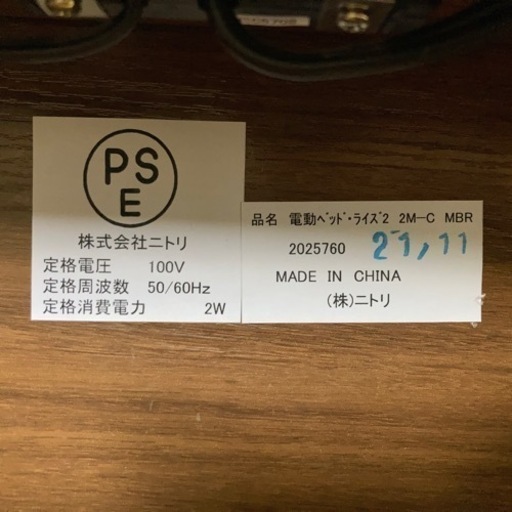 PS
E
株式会社ニトリ
定格電圧 100V
定格周波数 50/60Hz
定格消費電力 2W
品名 電動ベッド・ライズ2 2M-C MBR
2025760 21,11
MADE IN CHINA
(株)ニトリ